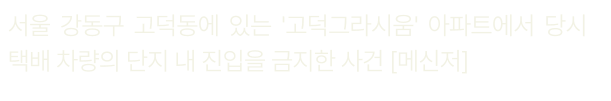 서울 강동구 고덕동에 있는 '고덕그라시움' 아파트에서 당시
택배 차량의 단지 내 진입을 금지한 사건 [메신저]